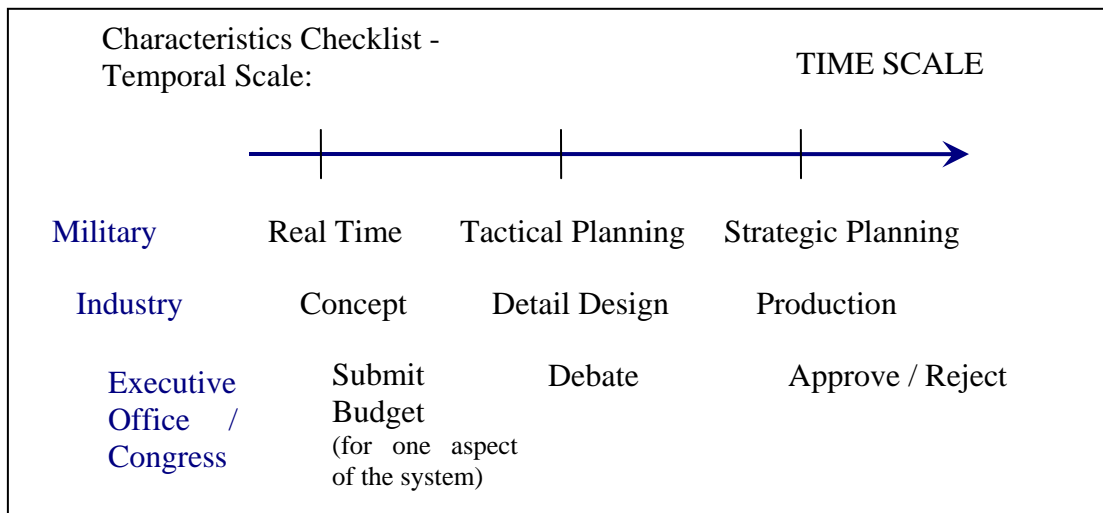 Characteristics Checklist -
Temporal Scale:
TIME SCALE
Military Real Time Tactical Planning Strategic Planning
Industry Concept Detail Design Production
Executive
Office /
Congress
Submit
Budget
(for one aspect
of the system)
Debate
Approve / Reject